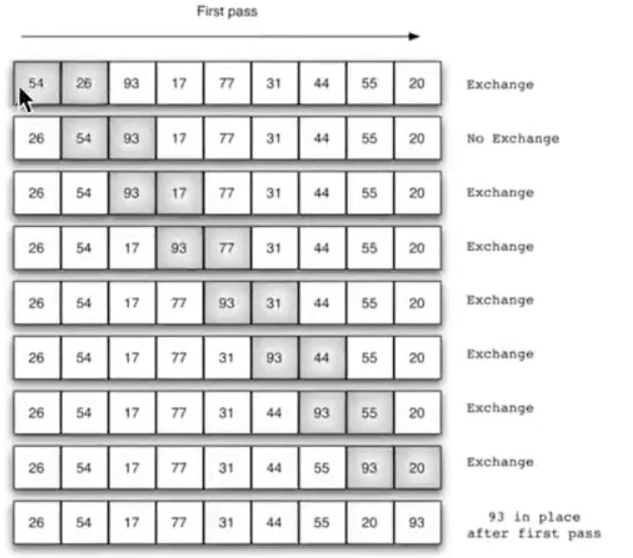 First pass
54 26 93 17 77 31 44 55 20 Exchange
26 54 93 17 77 31 44 55 20 No Exchange
26 54 93 17 77 31 44 55 20 Exchange
26 54 17 93 77 31 44 55 20 Exchange
26 54 17 77 93 31 44 55 20 Exchange
26 54 17 77 31 93 44 55 20 Exchange
26 54 17 77 31 44 93 55 20 Exchange
26 54 17 77 31 44 55 93 20 Exchange
26 54 17 77 31 44 55 20 93 93 in place
after first pass